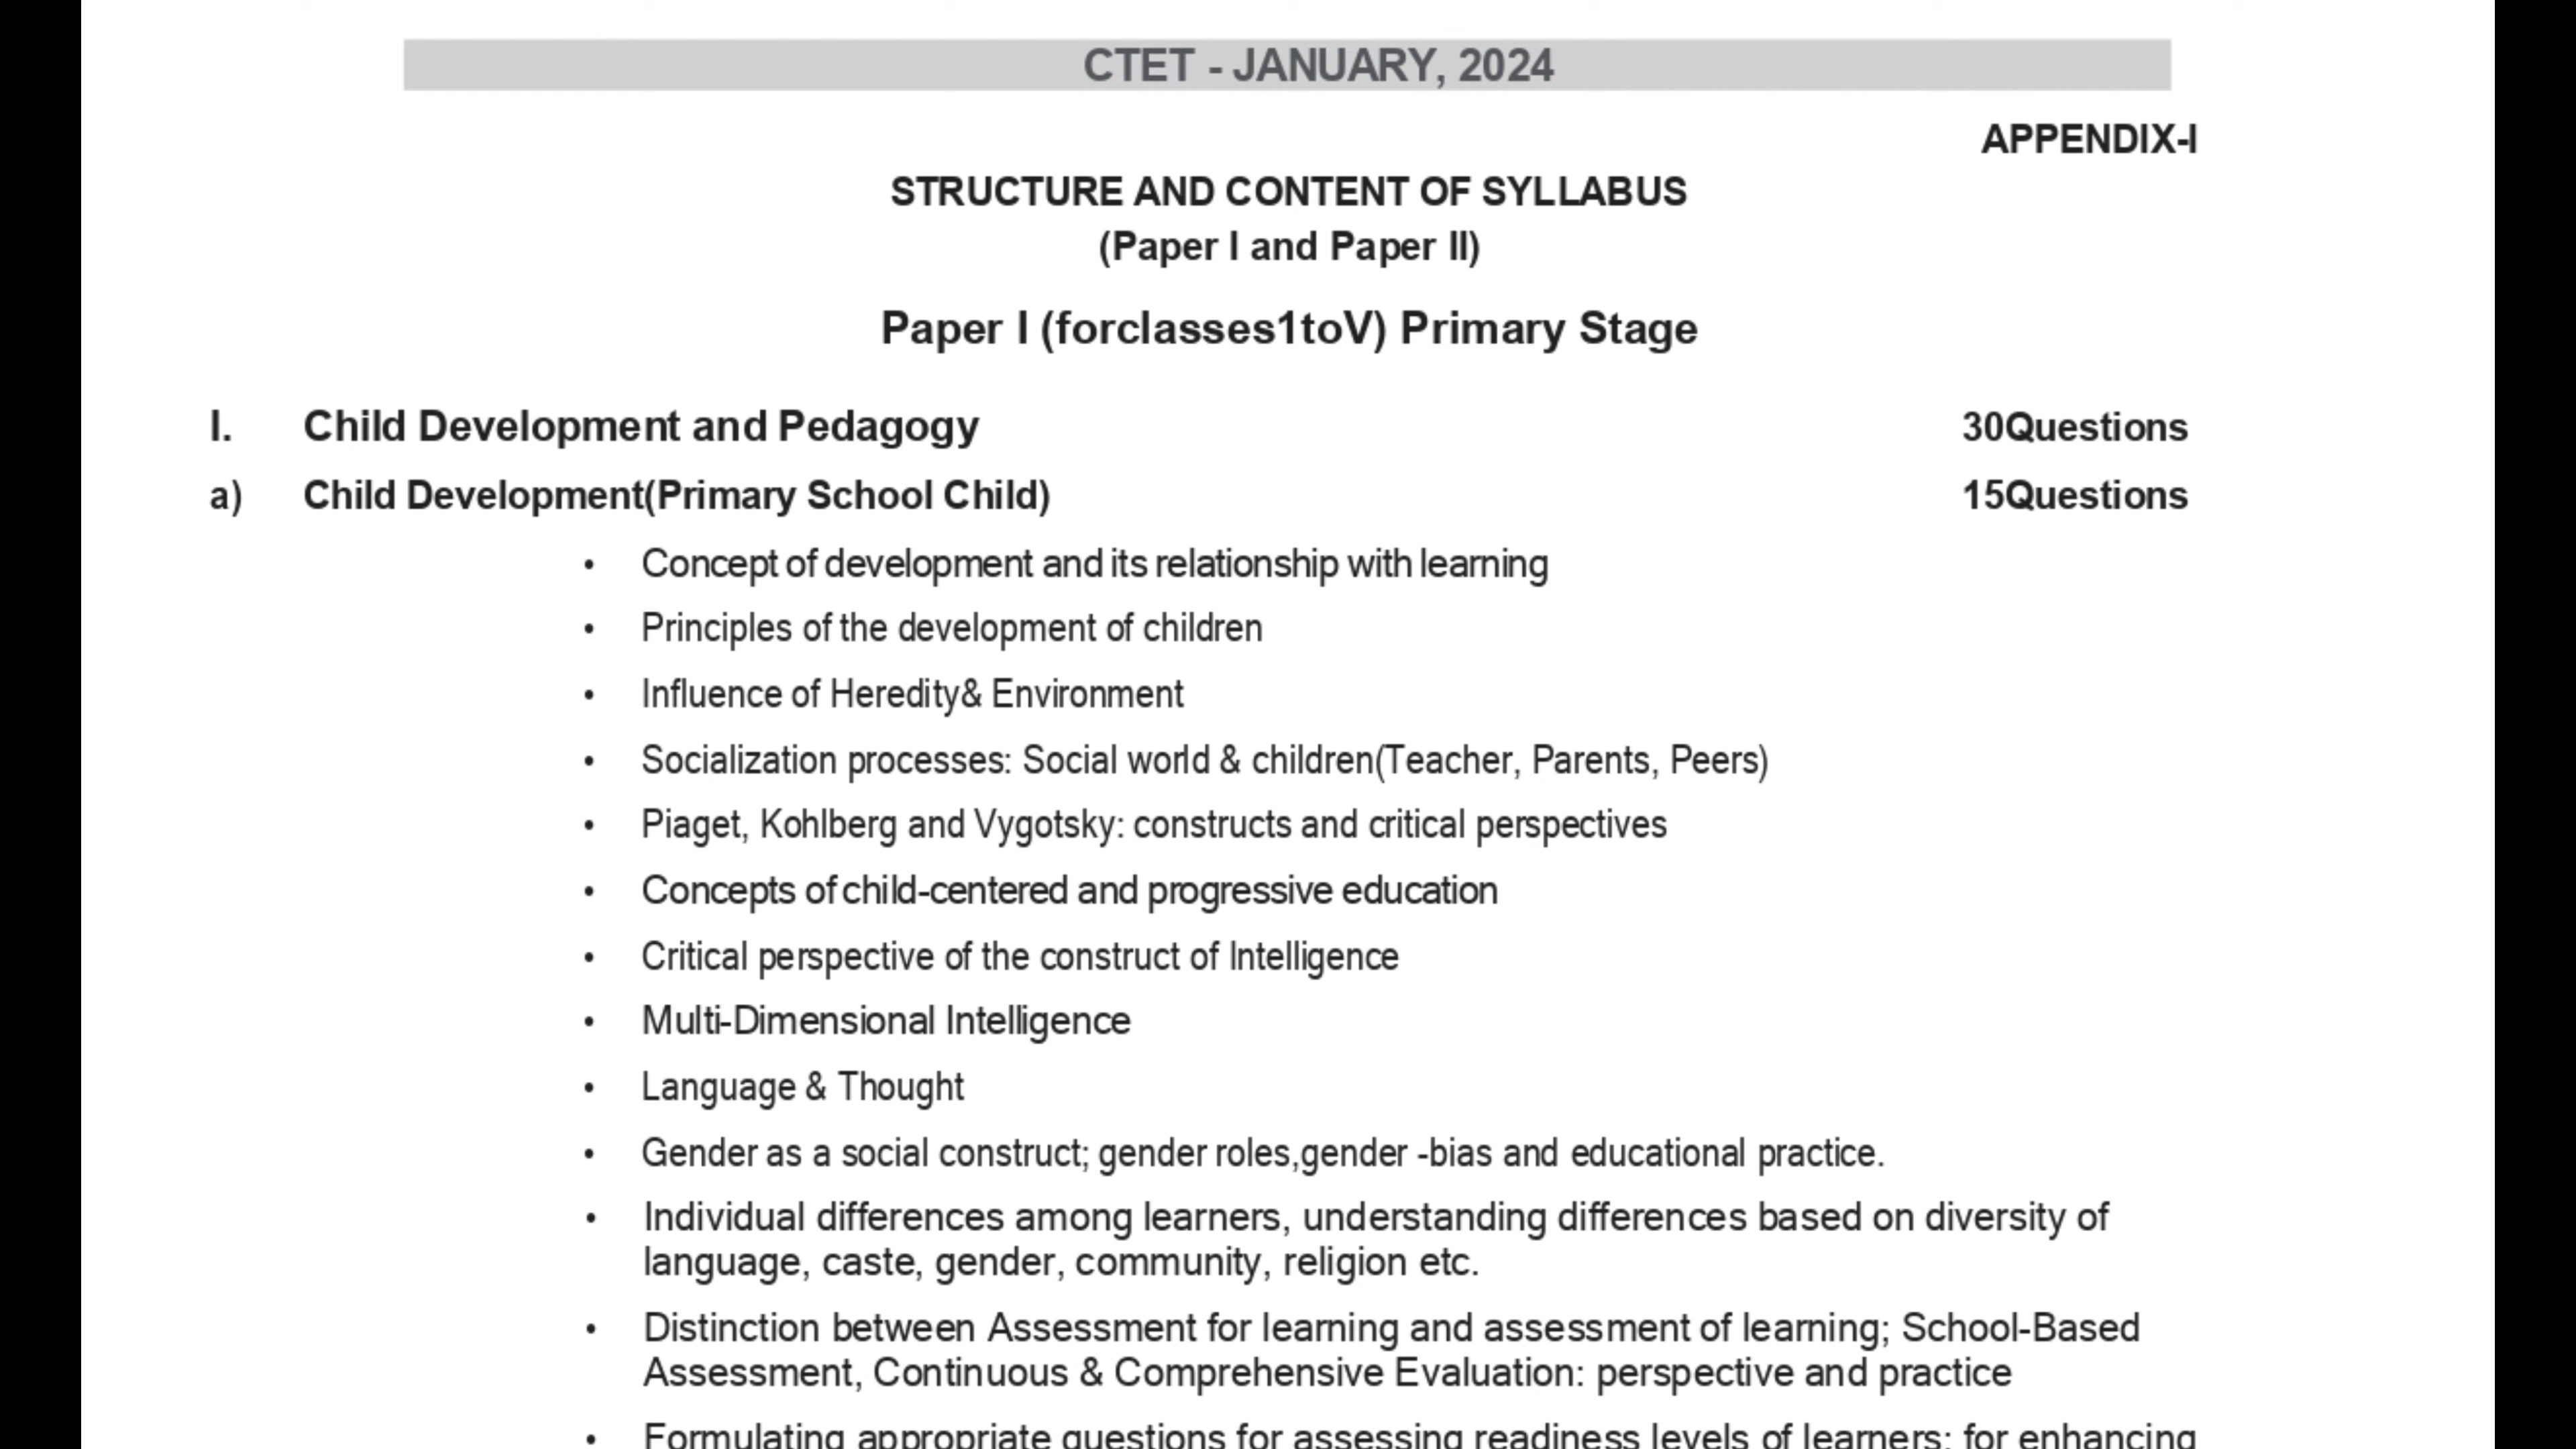 CTET - JANUARY, 2024
APPENDIX-I
STRUCTURE AND CONTENT OF SYLLABUS
(Paper I and Paper II)
Paper I (forclasses1toV) Primary Stage
I. Child Development and Pedagogy 30Questions
a) Child Development(Primary School Child) 15Questions
• Concept of development and its relationship with learning
• Principles of the development of children
• Influence of Heredity& Environment
• Socialization processes: Social world & children(Teacher, Parents, Peers)
• Piaget, Kohlberg and Vygotsky: constructs and critical perspectives
• Concepts of child-centered and progressive education
• Critical perspective of the construct of Intelligence
• Multi-Dimensional Intelligence
• Language & Thought
• Gender as a social construct; gender roles,gender -bias and educational practice.
• Individual differences among learners, understanding differences based on diversity of
language, caste, gender, community, religion etc.
• Distinction between Assessment for learning and assessment of learning; School-Based
Assessment, Continuous & Comprehensive Evaluation: perspective and practice
• Formulating appropriate questions for assessing readiness levels of learners; for enhancing